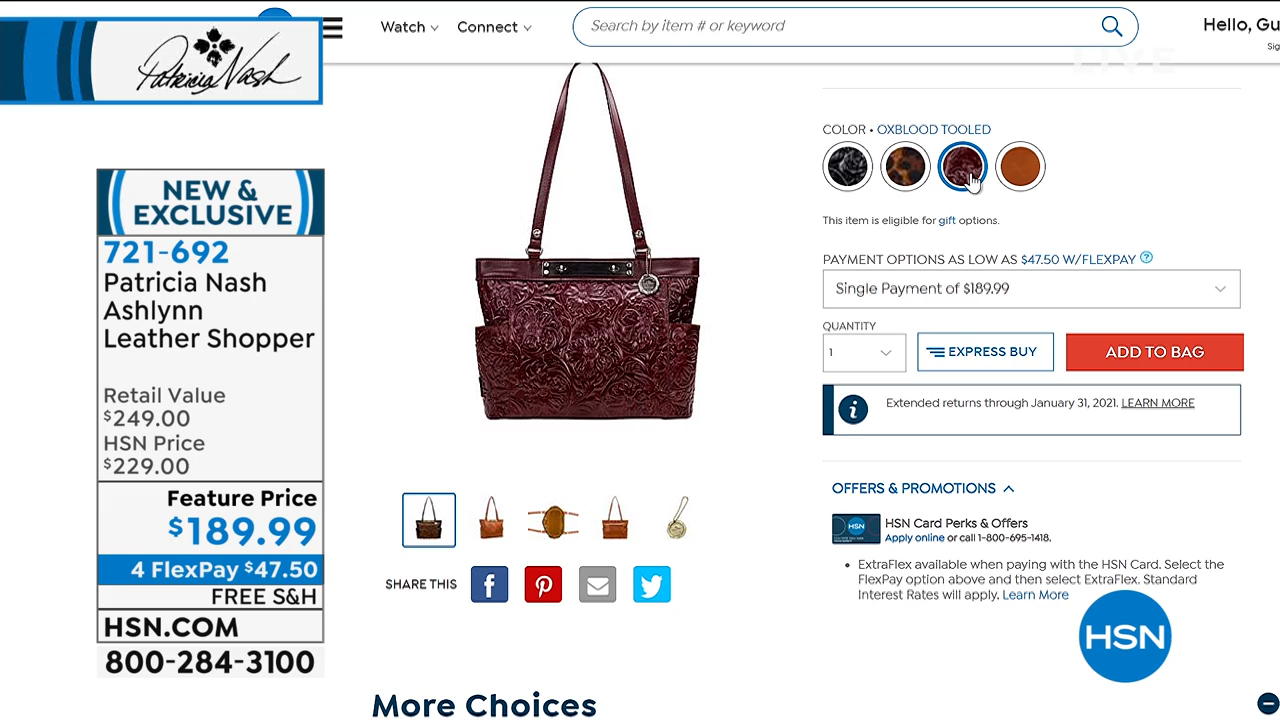 Patricia Nash
NEW &
EXCLUSIVE
721-692
Patricia Nash
Ashlynn
Leather Shopper
Retail Value
$249.00
HSN Price
$229.00
Feature Price
$189.99
4 FlexPay $47.50
FREE S&H
HSN.COM
800-284-3100
Watch
Connect
Search by item # or keyword
Hello, Gu
Sig
LIVE
COLOR • OXBLOOD TOOLED
This item is eligible for gift options.
PAYMENT OPTIONS AS LOW AS $47.50 W/FLEXPAY ?
Single Payment of $189.99
QUANTITY
1
EXPRESS BUY
ADD TO BAG
i
Extended returns through January 31, 2021. LEARN MORE
OFFERS & PROMOTIONS
HSN
HSN Card Perks & Offers
Apply online or call 1-800-695-1418.
• ExtraFlex available when paying with the HSN Card. Select the
FlexPay option above and then select ExtraFlex. Standard
Interest Rates will apply. Learn More
SHARE THIS
HSN
More Choices